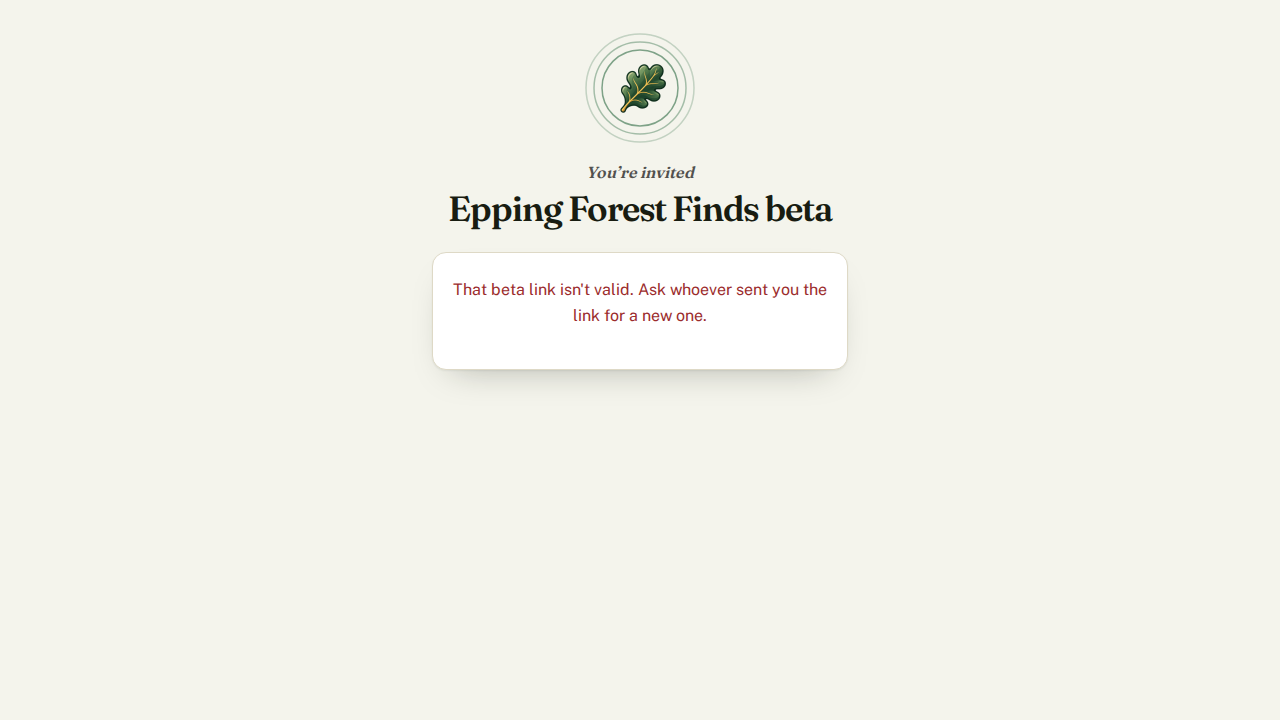 You’re invited
Epping Forest Finds beta
That beta link isn't valid. Ask whoever sent you the
link for a new one.